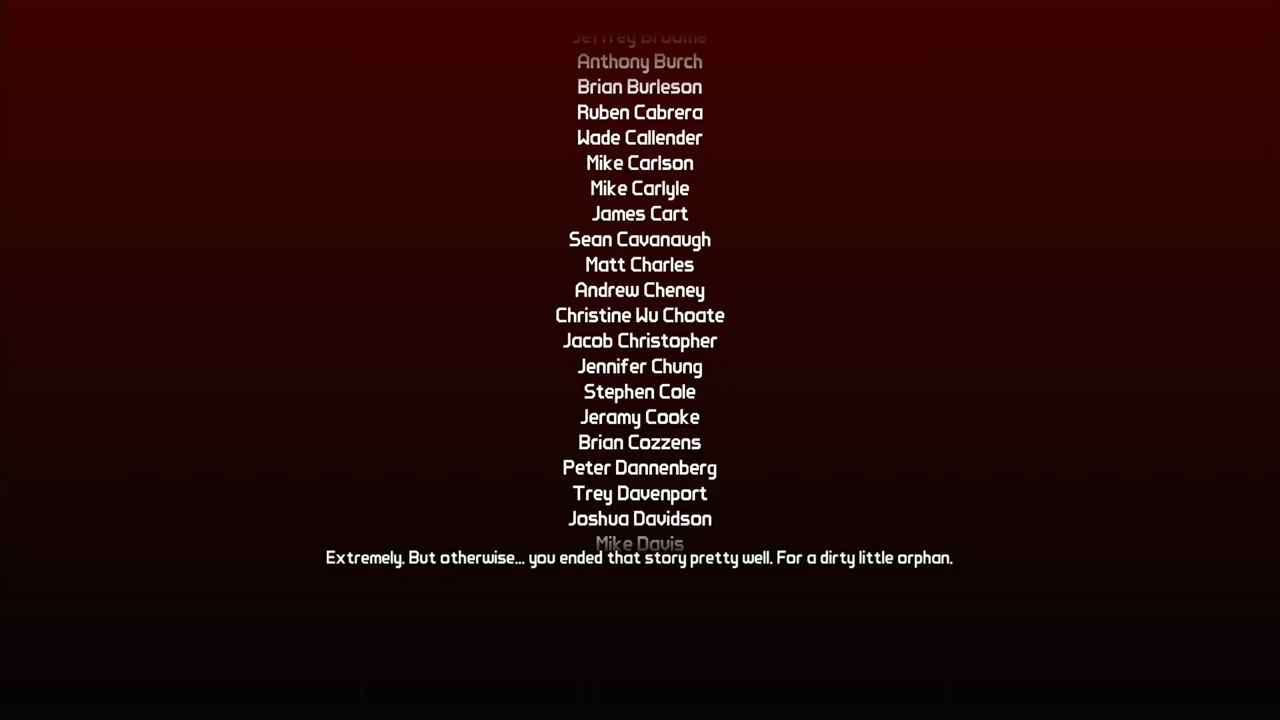 Anthony Burch
Brian Burleson
Ruben Cabrera
Wade Callender
Mike Carlson
Mike Carlyle
James Cart
Sean Cavanaugh
Matt Charles
Andrew Cheney
Christine Wu Choate
Jacob Christopher
Jennifer Chung
Stephen Cole
Jeramy Cooke
Brian Cozzens
Peter Dannenberg
Trey Davenport
Joshua Davidson
Mike Davis
Extremely. But otherwise... you ended that story pretty well. For a dirty little orphan.